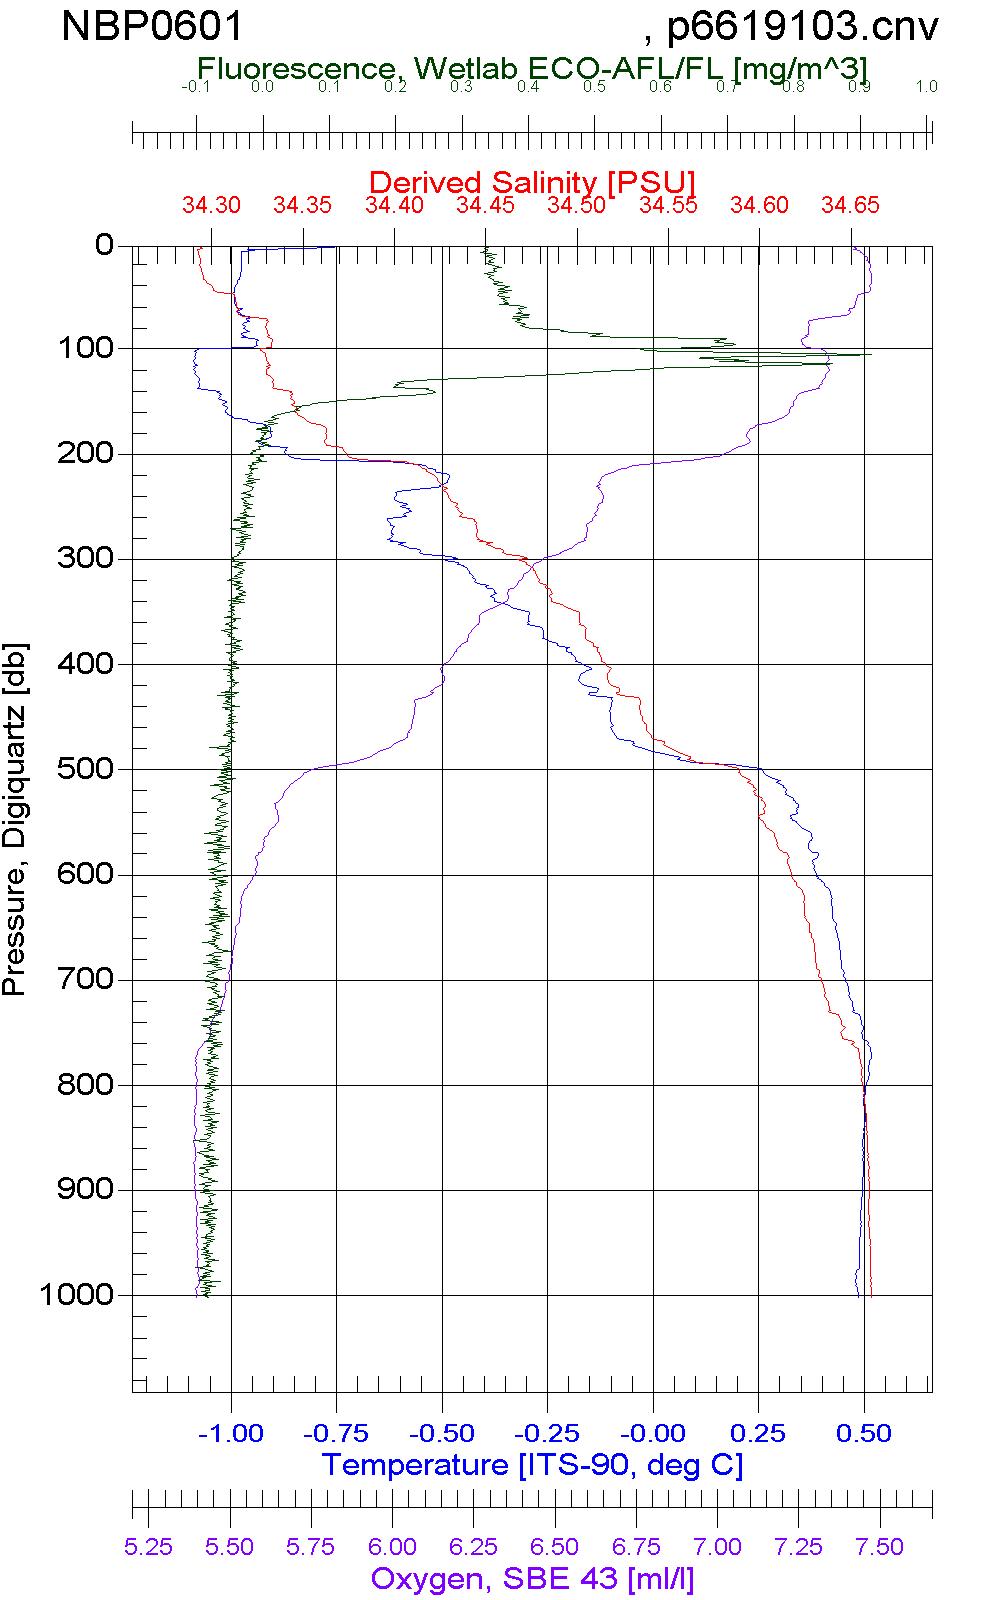 NBP0601 , p6619103.cnv
Fluorescence, Wetlab ECO-AFL/FL [mg/m^3]
-0.1 0.0 0.1 0.2 0.3 0.4 0.5 0.6 0.7 0.8 0.9 1.0
Derived Salinity [PSU]
34.30 34.35 34.40 34.45 34.50 34.55 34.60 34.65
0
100
200
300
400
500
600
700
800
900
1000
Pressure, Digiquartz [db]
-1.00 -0.75 -0.50 -0.25 -0.00 0.25 0.50
Temperature [ITS-90, deg C]
5.25 5.50 5.75 6.00 6.25 6.50 6.75 7.00 7.25 7.50
Oxygen, SBE 43 [ml/l]